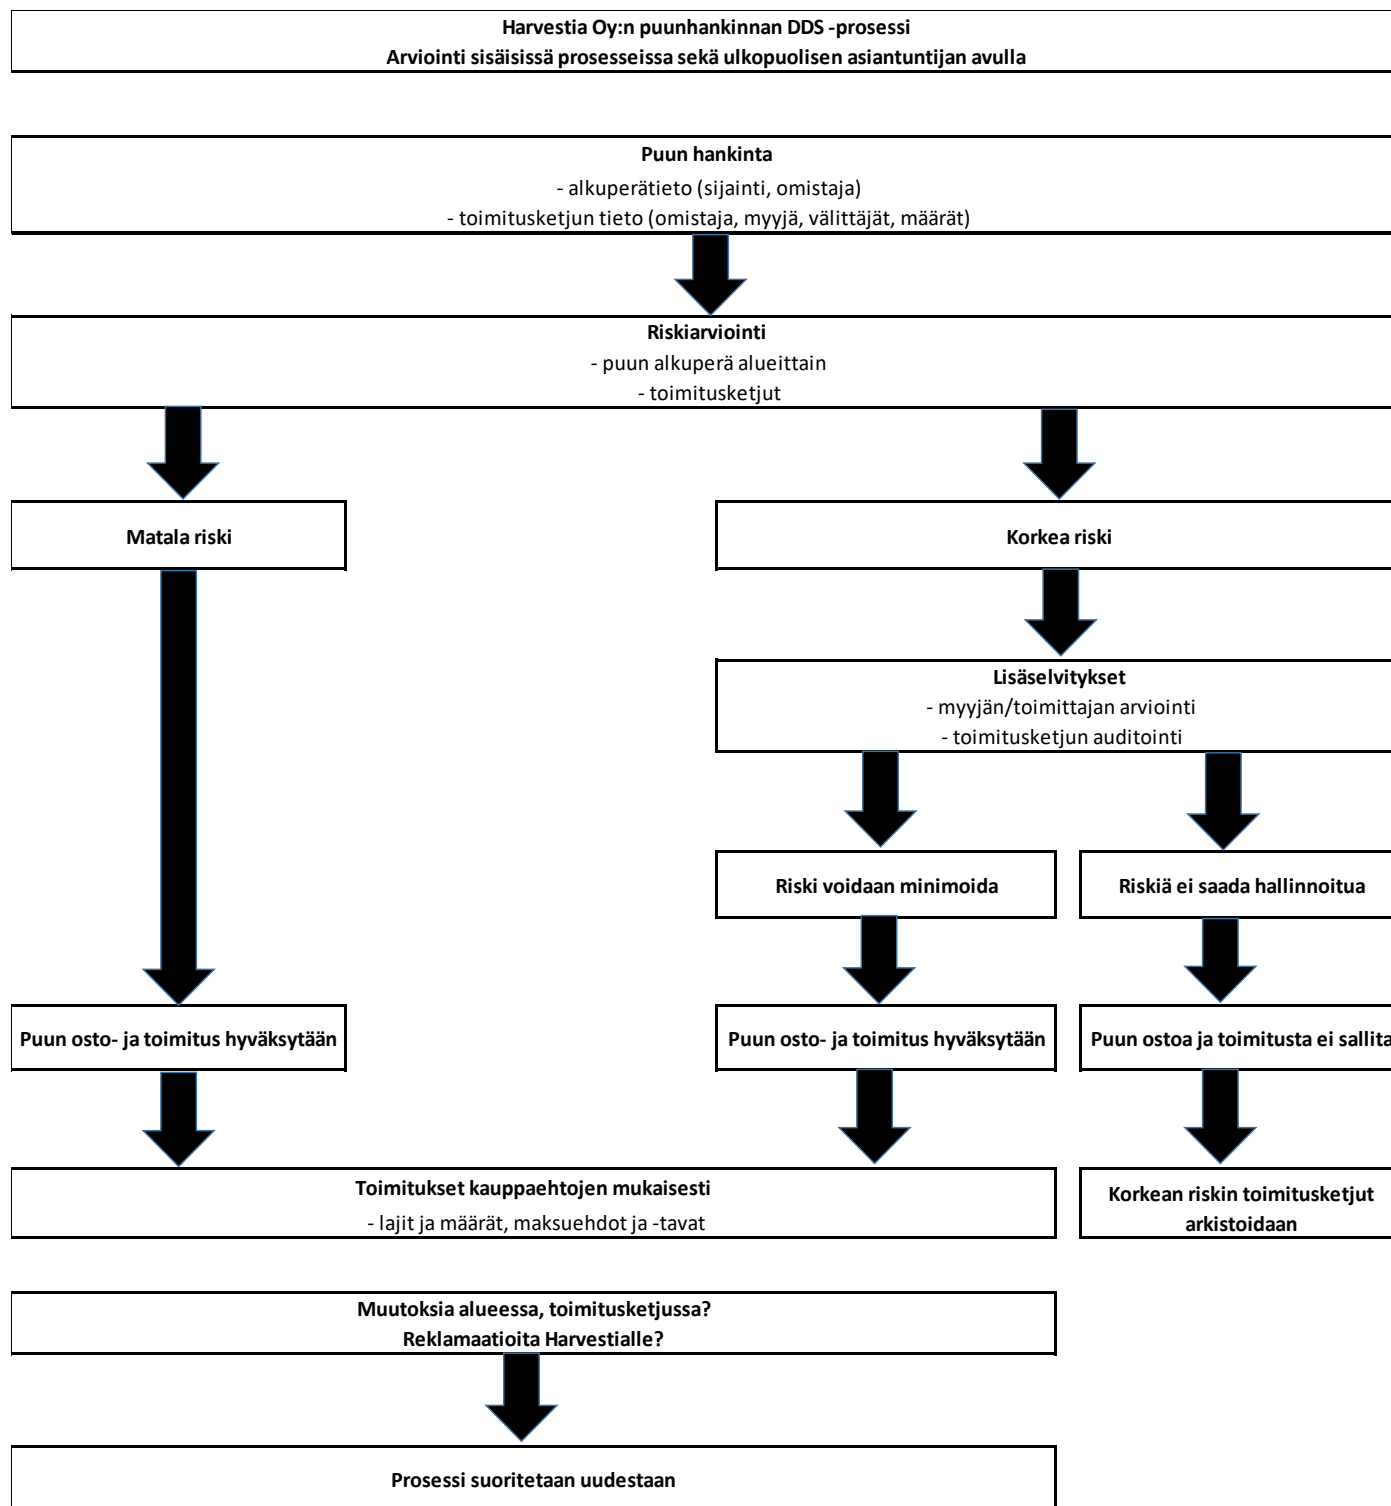 Harvestia Oy:n puunhankinnan DDS -prosessi
Arviointi sisäisissä prosesseissa sekä ulkopuolisen asiantuntijan avulla
Puun hankinta
- alkuperätieto (sijainti, omistaja)
- toimitusketjun tieto (omistaja, myyjä, välittäjät, määrät)
Riskiarviointi
- puun alkuperä alueittain
- toimitusketjut
Matala riski
Korkea riski
Lisäselvitykset
- myyjän/toimittajan arviointi
- toimitusketjun auditointi
Riski voidaan minimoida
Riskiä ei saada hallinnoitua
Puun osto- ja toimitus hyväksytään
Puun osto- ja toimitus hyväksytään
Puun ostoa ja toimitusta ei sallita
Toimitukset kauppaehtojen mukaisesti
- lajit ja määrät, maksuehdot ja -tavat
Korkean riskin toimitusketjut
arkistoidaan
Muutoksia alueessa, toimitusketjussa?
Reklamaatioita Harvestialle?
Prosessi suoritetaan uudestaan